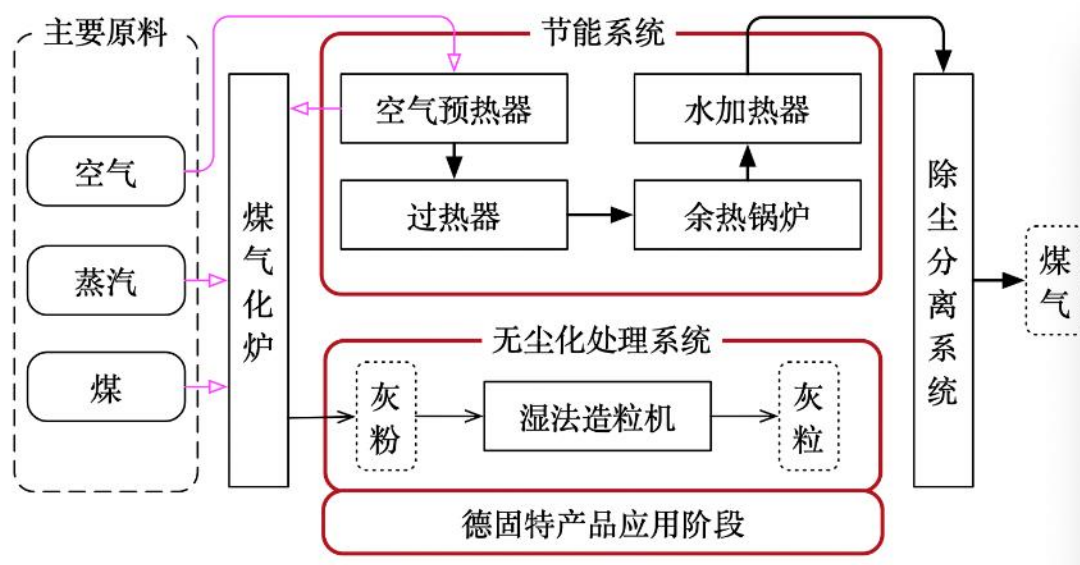 主要原料
空气
蒸汽
煤
煤气化炉
节能系统
空气预热器
水加热器
过热器
余热锅炉
无尘化处理系统
灰粉
湿法造粒机
灰粒
德固特产品应用阶段
除尘分离系统
煤气